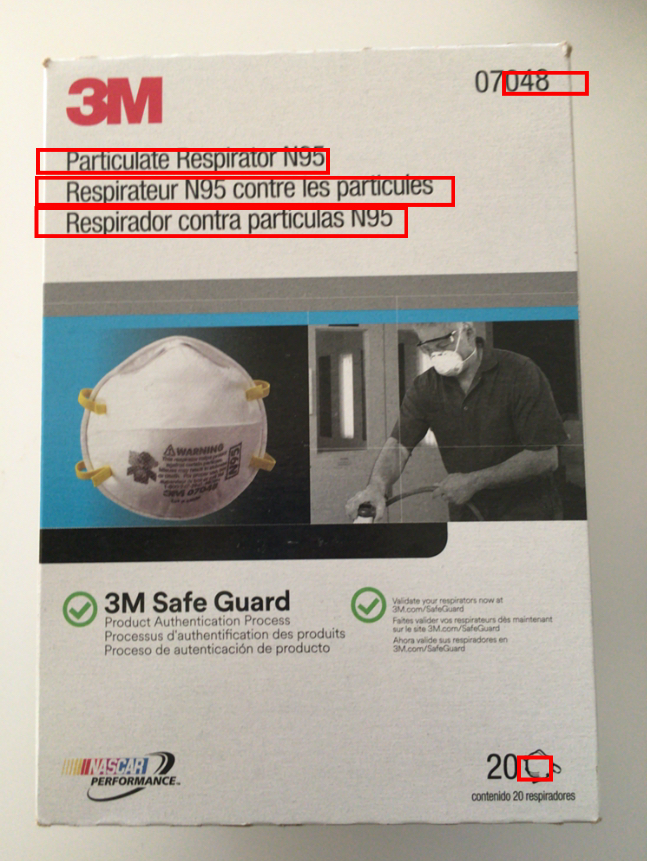 3M
07048
Particulate Respirator N95
Respirateur N95 contre les particules
Respirador contra partículas N95
WARNING
N95
3M Safe Guard
Product Authentication Process
Processus d'authentification des produits
Proceso de autenticación de producto
Validate your respirators now at
3M.com/SafeGuard
Faites valider vos respirateurs dès maintenant
sur le site 3M.com/SafeGuard
Ahora valide sus respiradores en
3M.com/SafeGuard
NASCAR
PERFORMANCE
20
contenido 20 respiradores